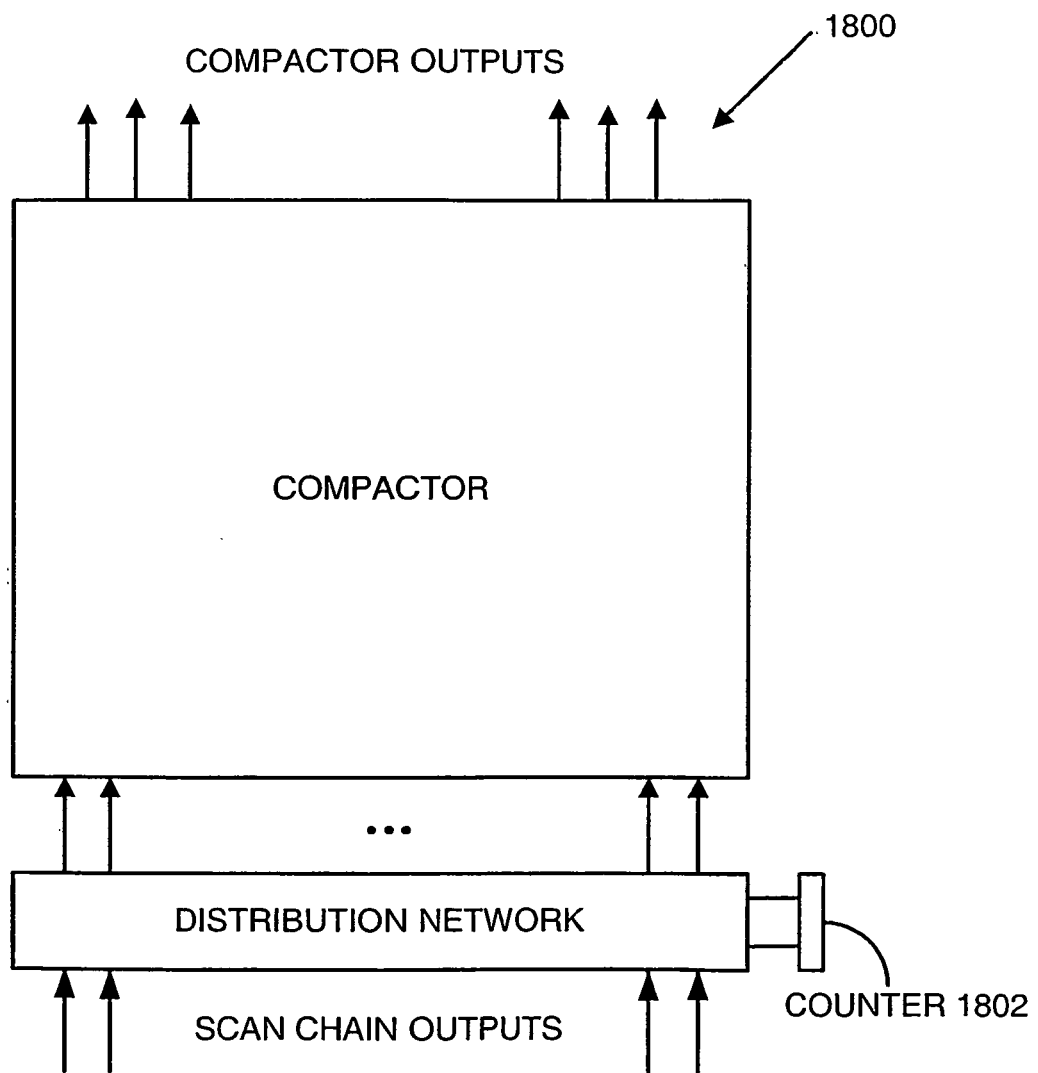 1800
COMPACTOR OUTPUTS
COMPACTOR
DISTRIBUTION NETWORK
COUNTER 1802
SCAN CHAIN OUTPUTS